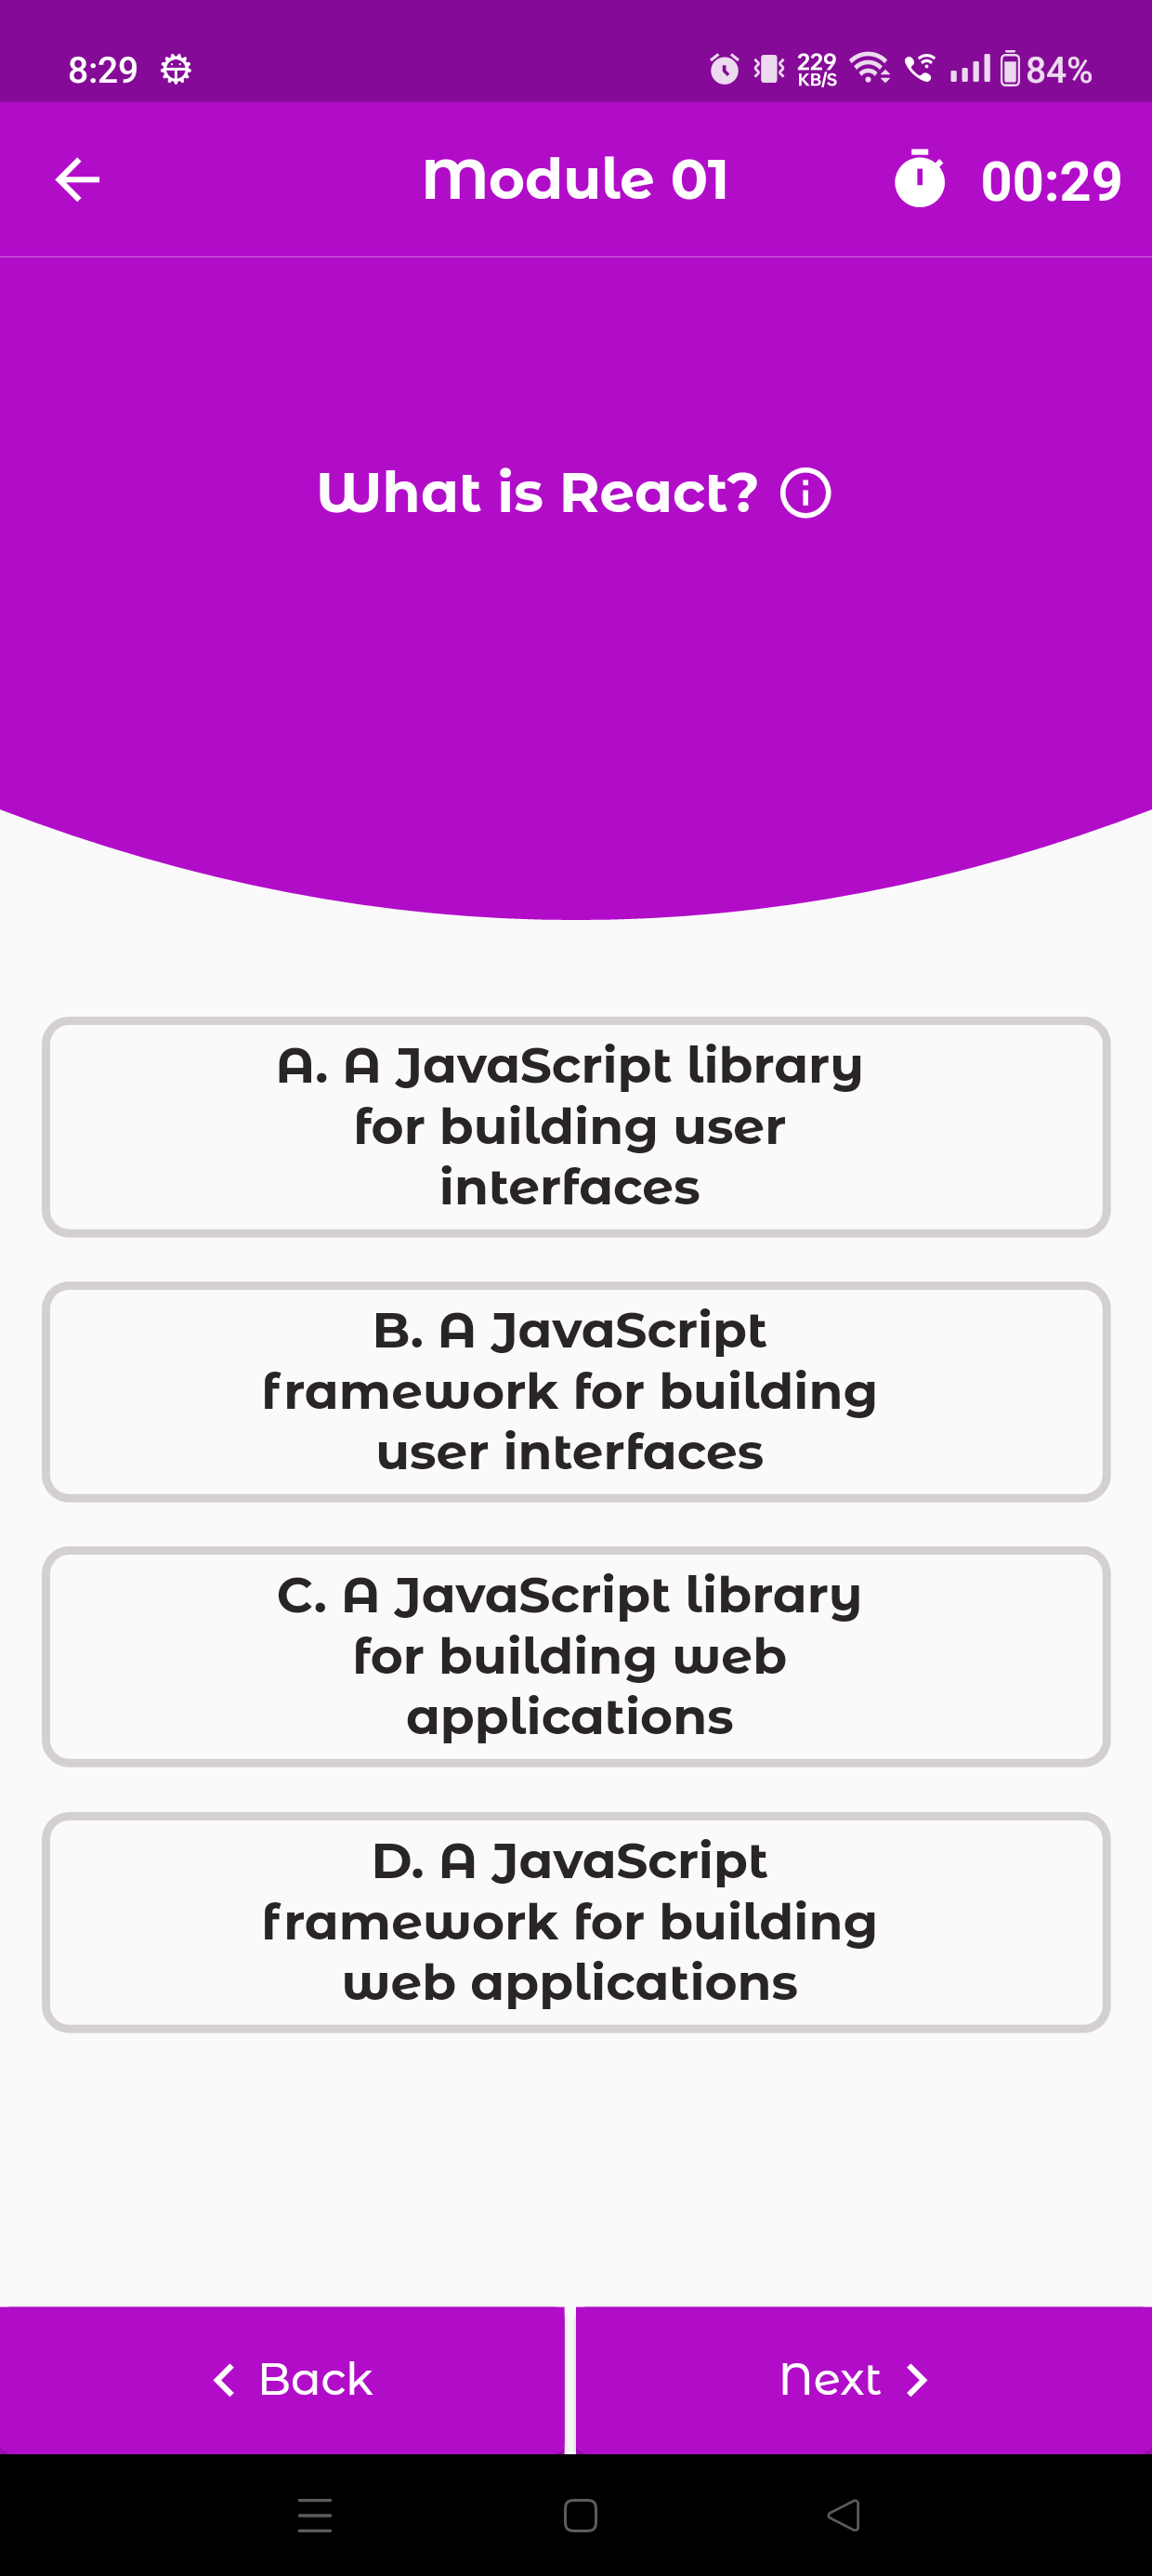 8:29 229 KB/S 84%
Module 01 00:29
What is React?
A. A JavaScript library
for building user
interfaces
B. A JavaScript
framework for building
user interfaces
C. A JavaScript library
for building web
applications
D. A JavaScript
framework for building
web applications
Back Next